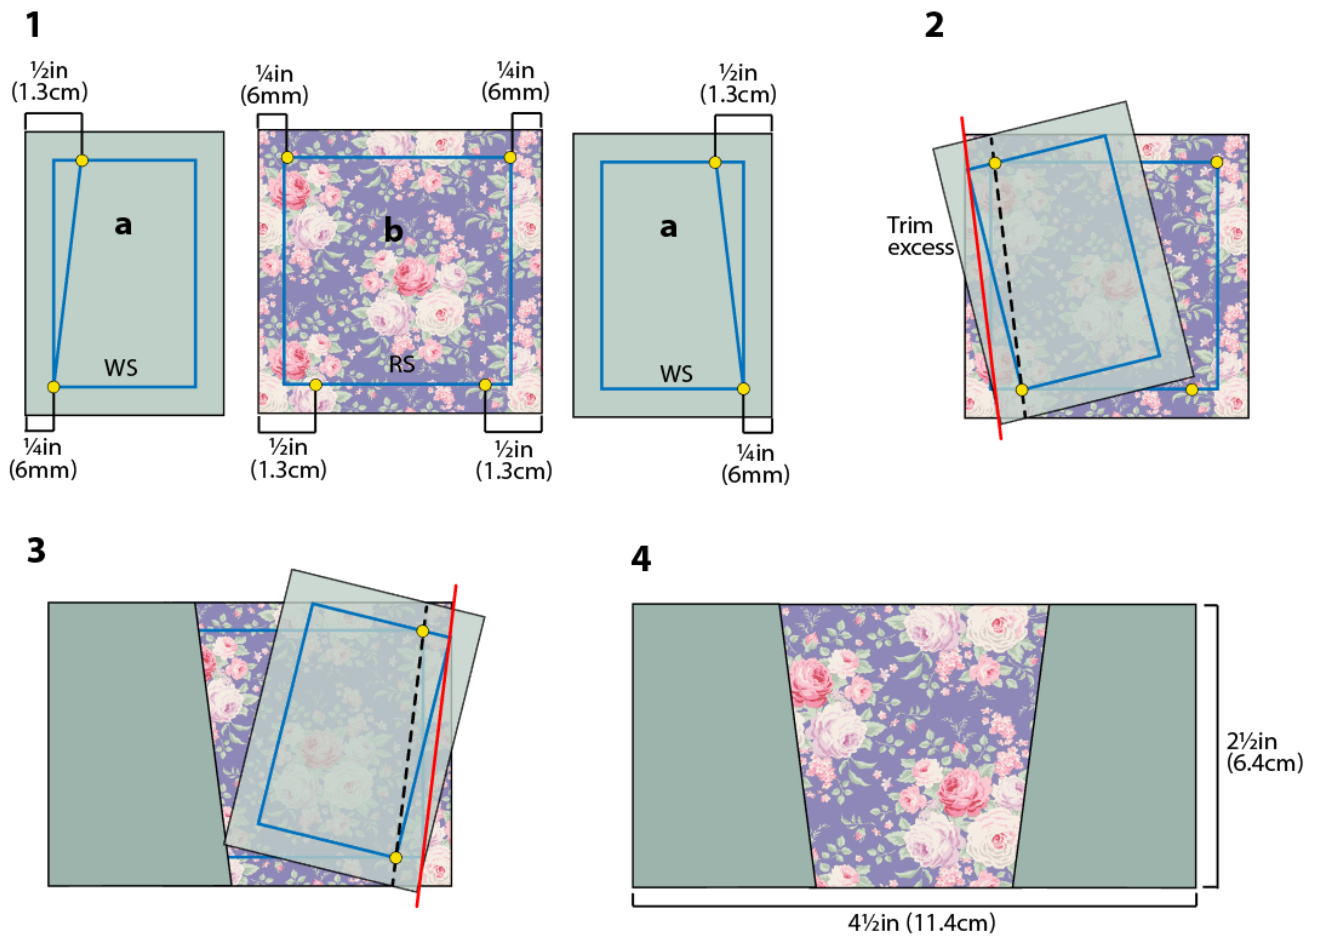 1
½in
(1.3cm)
¼in
(6mm)
¼in
(6mm)
½in
(1.3cm)
a
b
a
WS
RS
WS
¼in
(6mm)
½in
(1.3cm)
½in
(1.3cm)
¼in
(6mm)
2
Trim
excess
3
4
2½in
(6.4cm)
4½in (11.4cm)